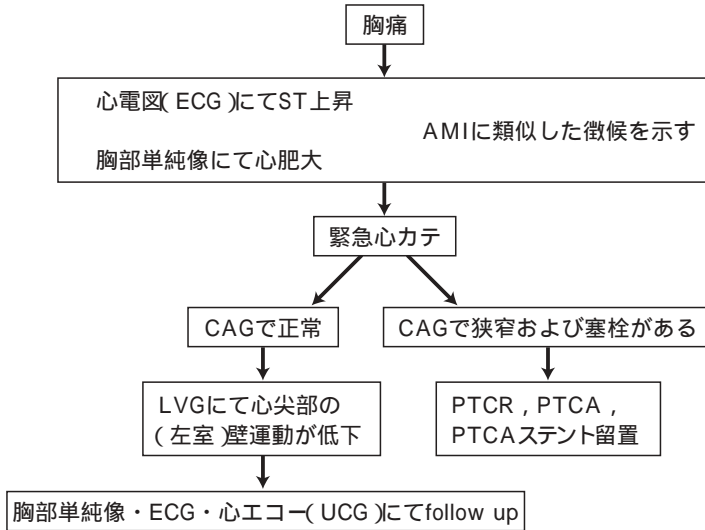 胸痛
心電図(ECG)にてST上昇
AMIに類似した徴候を示す
胸部単純像にて心肥大
緊急心カテ
CAGで正常
CAGで狭窄および塞栓がある
LVGにて心尖部の
(左室)壁運動が低下
PTCR,PTCA,
PTCAステント留置
胸部単純像・ECG・心エコー(UCG)にてfollow up